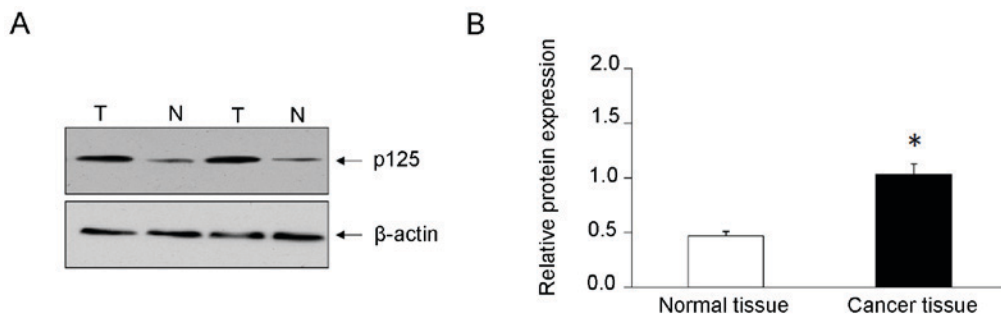 A
T N T N
p125
β-actin
B
Relative protein expression
2.0
1.5
1.0
0.5
0.0
*
Normal tissue
Cancer tissue